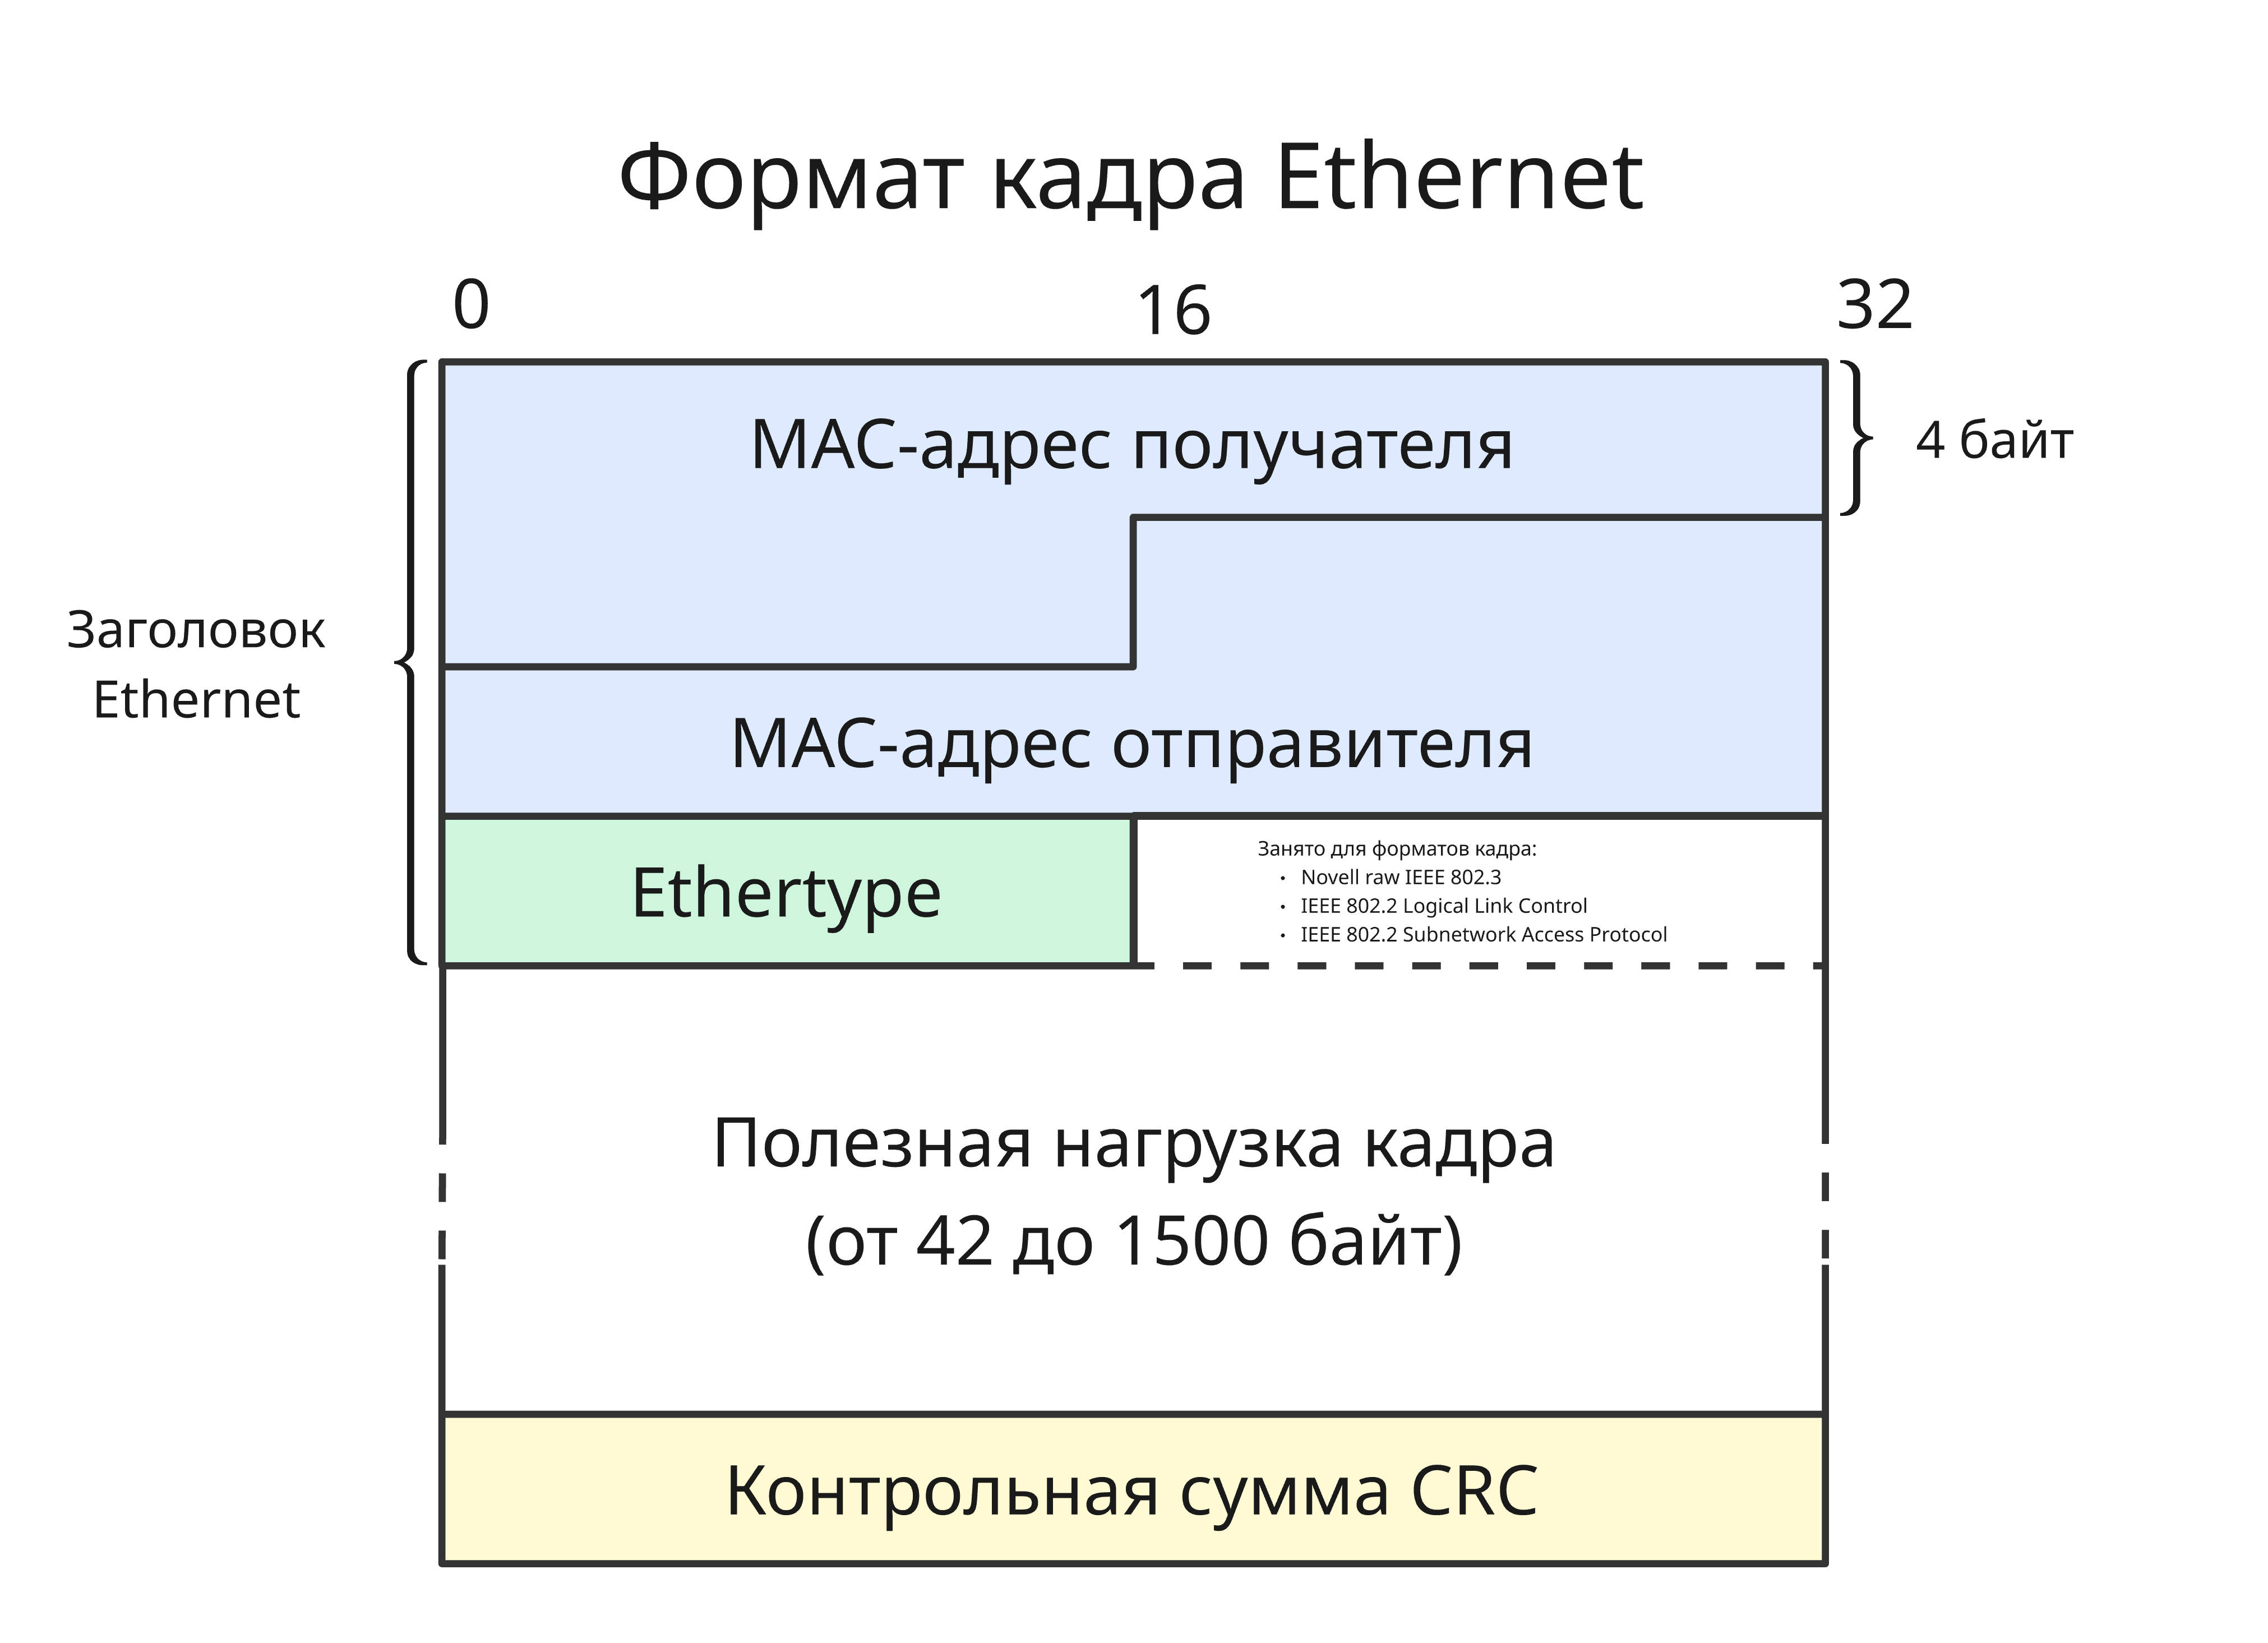 Формат кадра Ethernet
0
16
32
MAC-адрес получателя
4 байт
Заголовок
Ethernet
MAC-адрес отправителя
Ethertype
Занято для форматов кадра:
• Novell raw IEEE 802.3
• IEEE 802.2 Logical Link Control
• IEEE 802.2 Subnetwork Access Protocol
Полезная нагрузка кадра
(от 42 до 1500 байт)
Контрольная сумма CRC